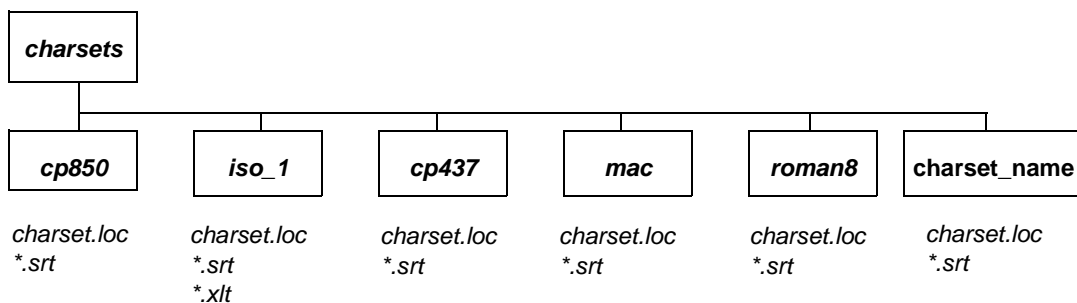 charsets
cp850 iso_1 cp437 mac roman8 charset_name
charset.loc charset.loc charset.loc charset.loc charset.loc charset.loc
*.srt *.srt *.srt *.srt *.srt *.srt
*.xlt